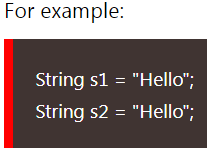 For example:
String s1 = "Hello";
String s2 = "Hello";